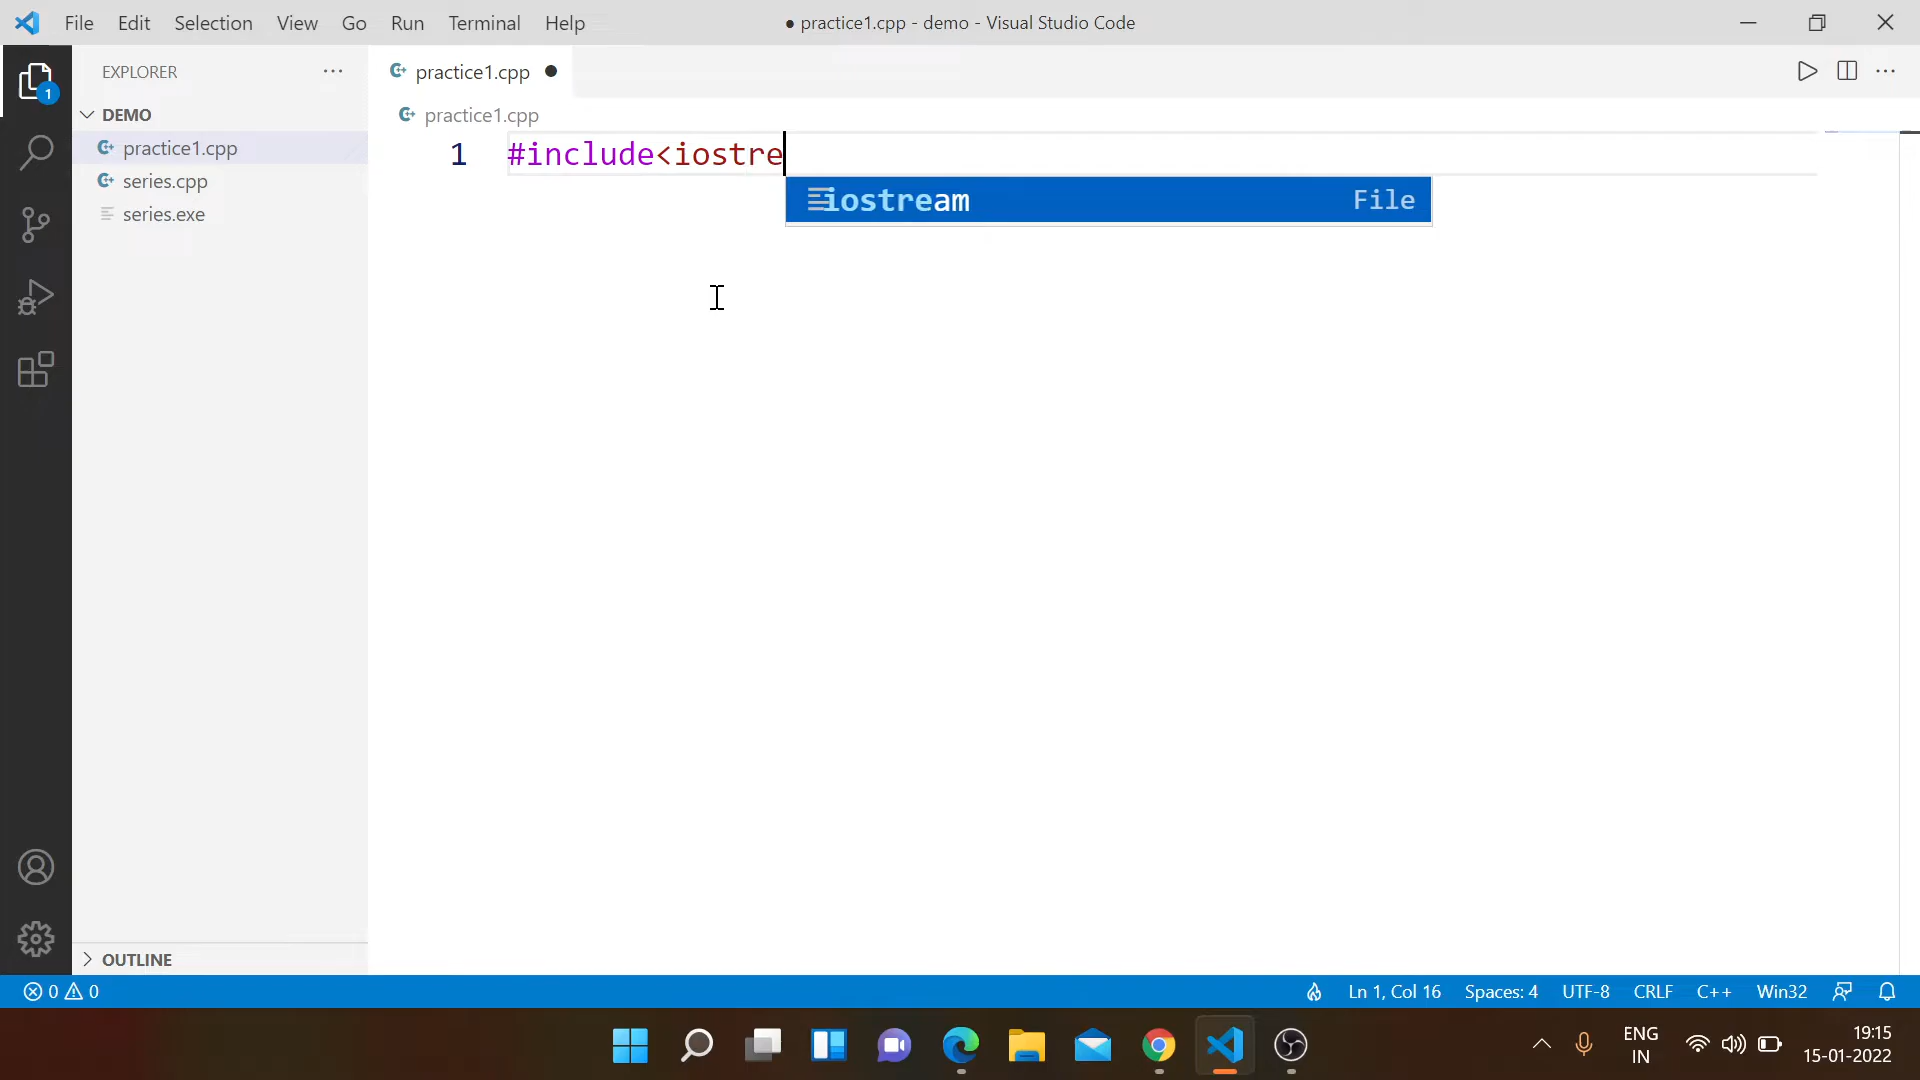 File Edit Selection View Go Run Terminal Help
● practice1.cpp - demo - Visual Studio Code
EXPLORER
practice1.cpp
1
DEMO
practice1.cpp
practice1.cpp
series.cpp
series.exe
1 #include<iostre
iostream File
OUTLINE
0 0
Ln 1, Col 16 Spaces: 4 UTF-8 CRLF C++ Win32
ENG
IN
19:15
15-01-2022